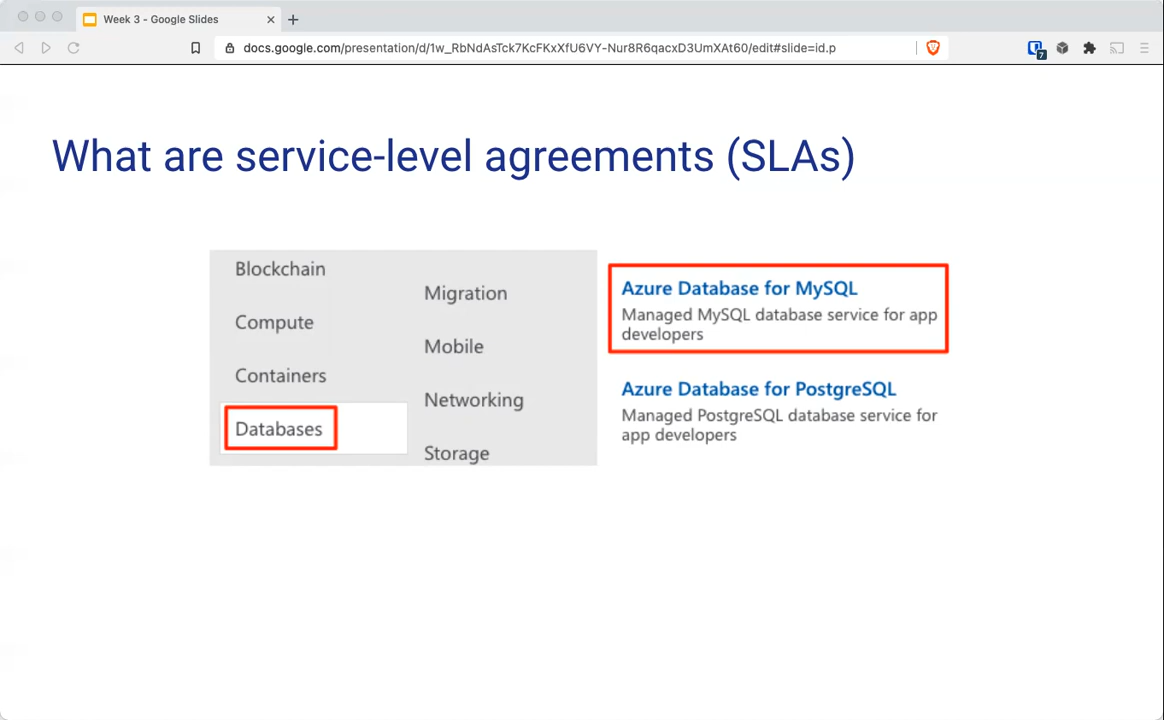 Week 3 - Google Slides
docs.google.com/presentation/d/1w_RbNdAsTck7KcFKxXfU6VY-Nur8R6qacxD3UmXAt60/edit#slide=id.p
7
What are service-level agreements (SLAs)
Blockchain
Compute
Containers
Databases
Migration
Mobile
Networking
Storage
Azure Database for MySQL
Managed MySQL database service for app
developers
Azure Database for PostgreSQL
Managed PostgreSQL database service for
app developers